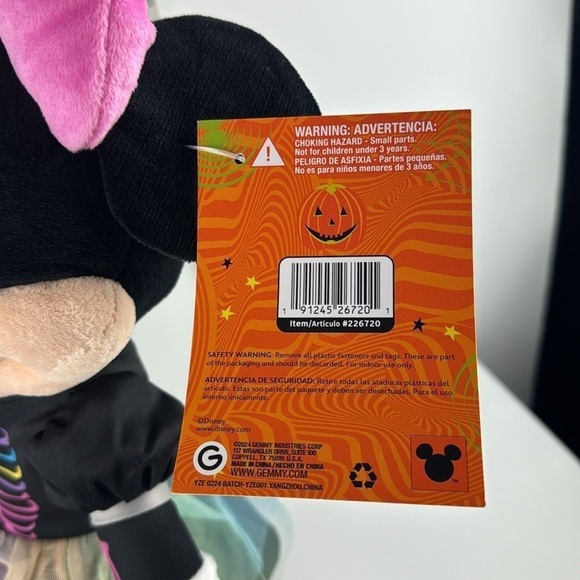 WARNING: ADVERTENCIA:
CHOKING HAZARD - Small parts.
Not for children under 3 years.
PELIGRO DE ASFIXIA - Partes pequeñas.
No es para niños menores de 3 años.
1 91245 26720 1
Item/Artículo #226720
SAFETY WARNING: Remove all plastic fasteners and tags. These are part
of the packaging and should be discarded. For indoor use only.
ADVERTENCIA DE SEGURIDAD: Retire todas las ataduras plásticas del
artículo. Estas son parte del paquete y deben ser desechadas. Para el uso
interno únicamente.
©Disney
www.disney.com
G
©2024 GEMMY INDUSTRIES CORP
117 WRANGLER DRIVE, SUITE 100
COPPELL, TX 75019 U.S.A.
MADE IN CHINA/HECHO EN CHINA
WWW.GEMMY.COM
YZE 0324 BATCH-YZE001 YANGZHOU,CHINA